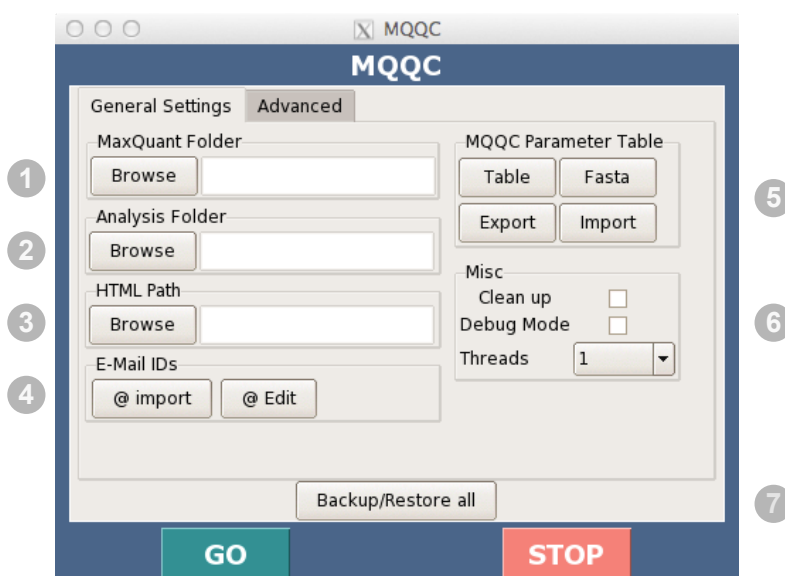 MQQC
MQQC
General Settings Advanced
MaxQuant Folder
1 Browse
Analysis Folder
2 Browse
HTML Path
3 Browse
E-Mail IDs
4 @ import @ Edit
MQQC Parameter Table
Table Fasta
5
Export Import
Misc
Clean up
Debug Mode 6
Threads 1
Backup/Restore all 7
GO STOP